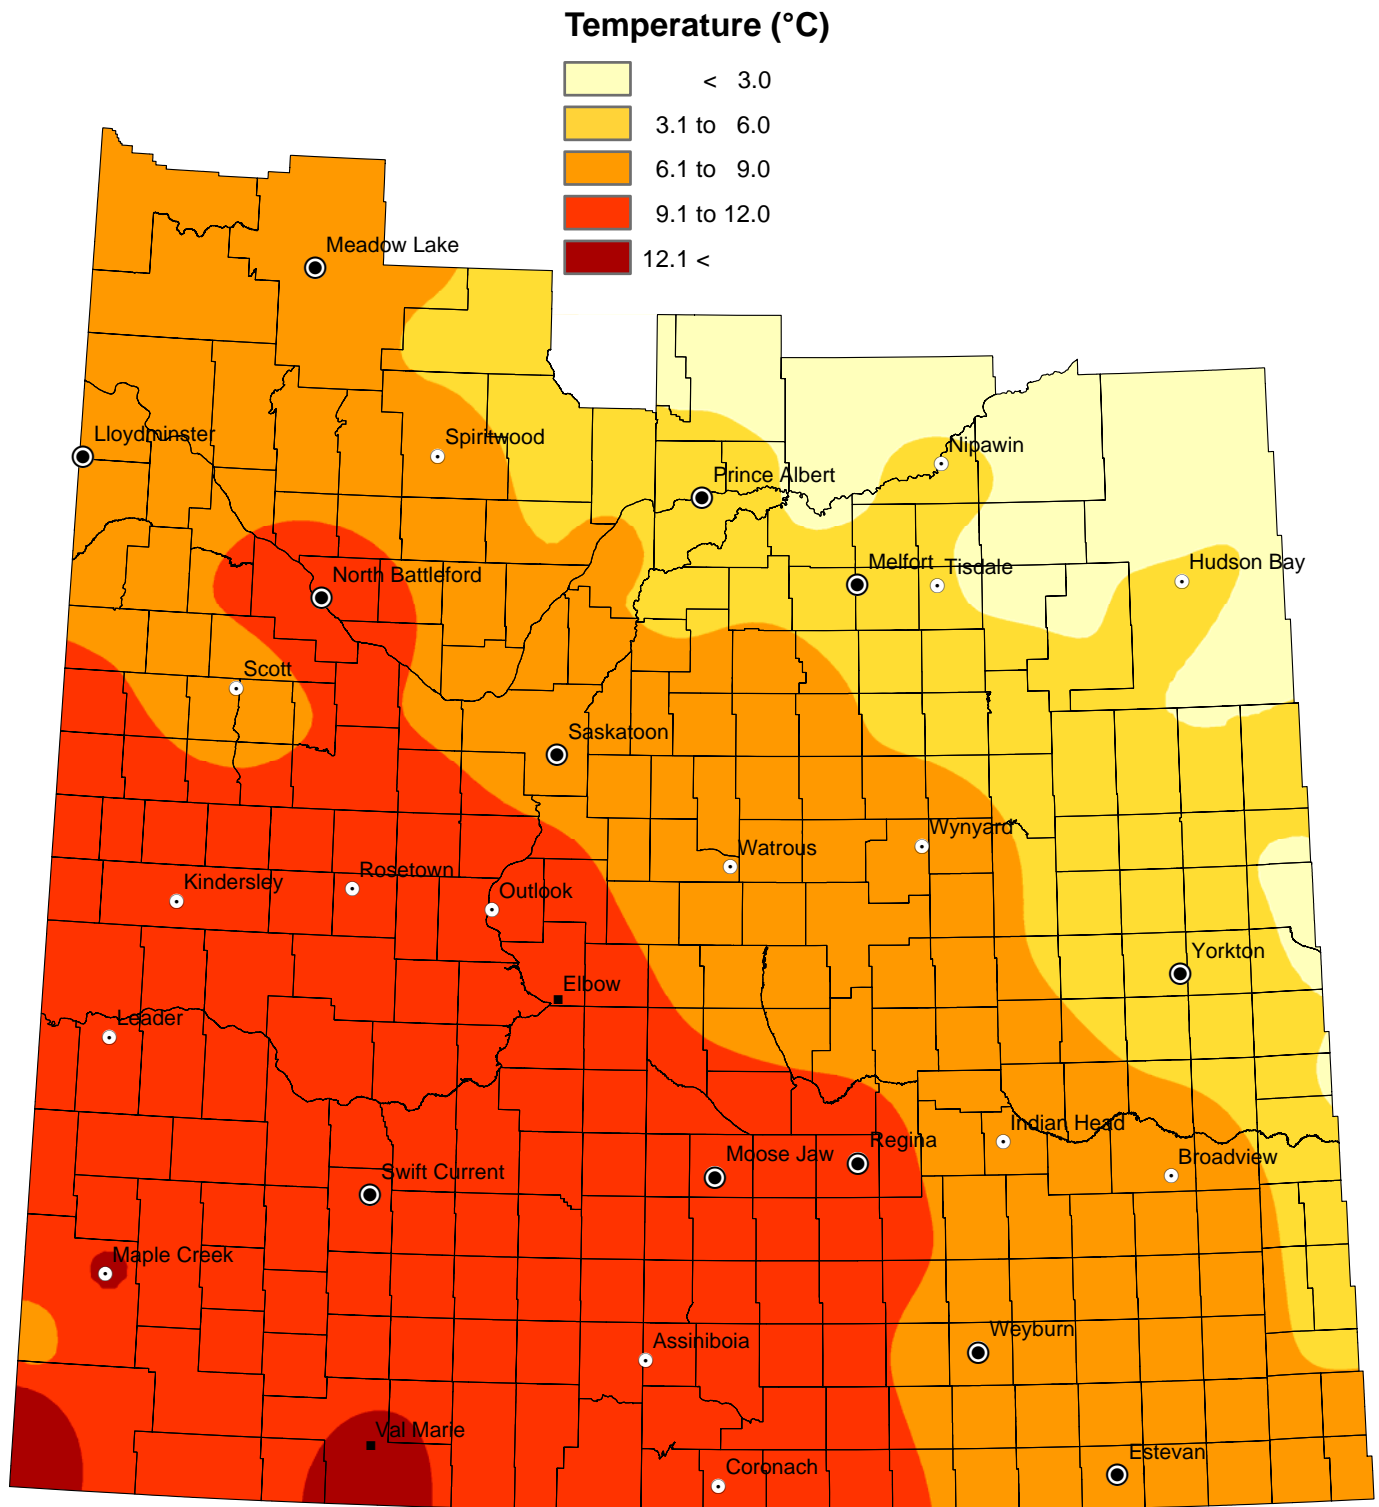 Temperature (°C)
< 3.0
3.1 to 6.0
6.1 to 9.0
9.1 to 12.0
12.1 <
Meadow Lake
Lloydminster
Spiritwood
Nipawin
Prince Albert
Melfort
Tisdale
Hudson Bay
North Battleford
Scott
Saskatoon
Wynyard
Watrous
Rosetown
Kindersley
Outlook
Yorkton
Elbow
Leader
Indian Head
Regina
Moose Jaw
Broadview
Swift Current
Maple Creek
Weyburn
Assiniboia
Val Marie
Estevan
Coronach